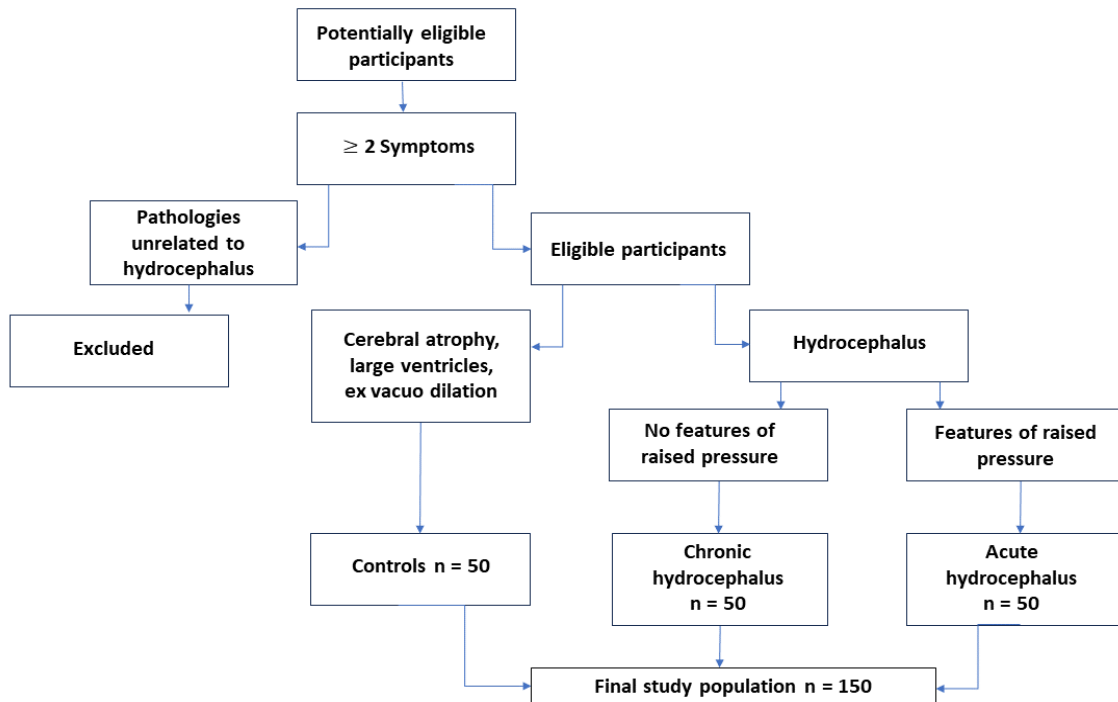 Potentially eligible
participants
≥ 2 Symptoms
Pathologies
unrelated to
hydrocephalus
Eligible participants
Excluded
Cerebral atrophy,
large ventricles,
ex vacuo dilation
Hydrocephalus
No features of
raised pressure
Features of raised
pressure
Controls n = 50
Chronic
hydrocephalus
n = 50
Acute
hydrocephalus
n = 50
Final study population n = 150